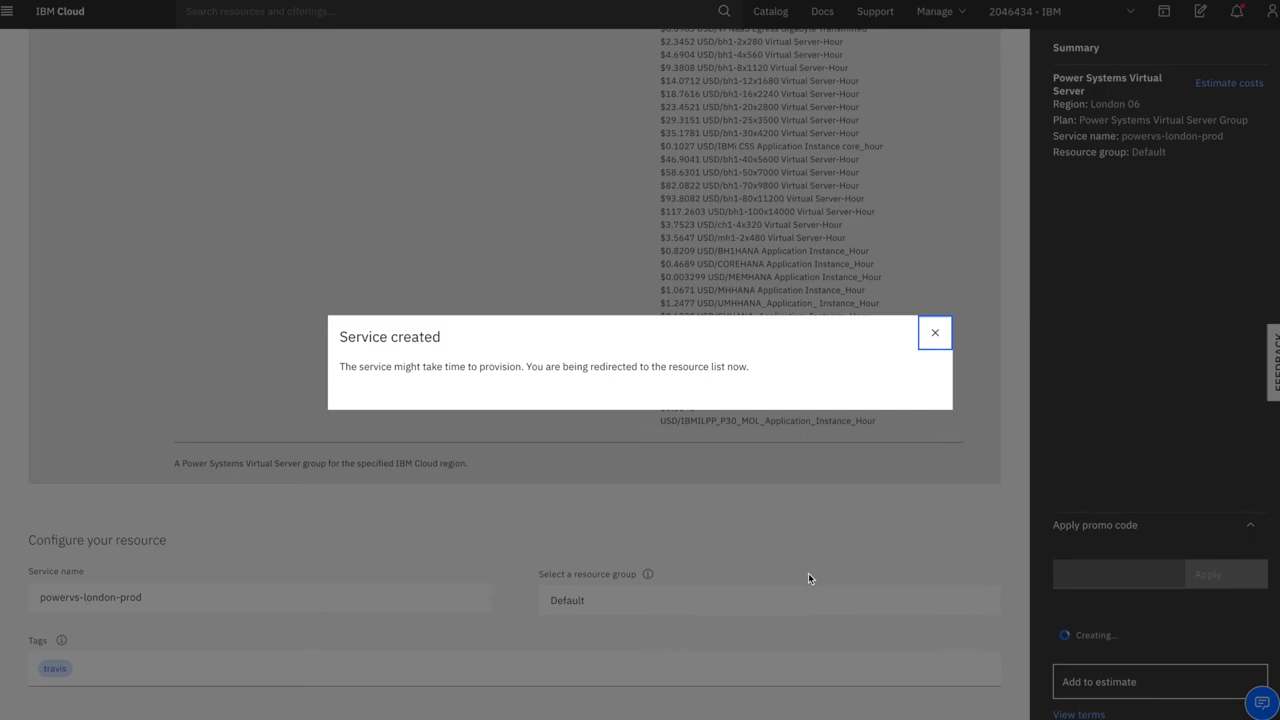 IBM Cloud
Search resources and offerings...
Catalog
Docs
Support
Manage
2046434 - IBM
$2.3452 USD/bh1-2x280 Virtual Server-Hour
$4.6904 USD/bh1-4x560 Virtual Server-Hour
$9.3808 USD/bh1-8x1120 Virtual Server-Hour
$14.0712 USD/bh1-12x1680 Virtual Server-Hour
$18.7616 USD/bh1-16x2240 Virtual Server-Hour
$23.4521 USD/bh1-20x2800 Virtual Server-Hour
$29.3151 USD/bh1-25x3500 Virtual Server-Hour
$35.1781 USD/bh1-30x4200 Virtual Server-Hour
$0.1027 USD/IBMi CSS Application Instance core_hour
$46.9041 USD/bh1-40x5600 Virtual Server-Hour
$58.6301 USD/bh1-50x7000 Virtual Server-Hour
$82.0822 USD/bh1-70x9800 Virtual Server-Hour
$93.8082 USD/bh1-80x11200 Virtual Server-Hour
$117.2603 USD/bh1-100x14000 Virtual Server-Hour
$3.7523 USD/ch1-4x320 Virtual Server-Hour
$3.5647 USD/mh1-2x480 Virtual Server-Hour
$0.8209 USD/BH1HANA Application Instance_Hour
$0.4689 USD/COREHANA Application Instance_Hour
$0.003299 USD/MEMHANA Application Instance_Hour
$1.0671 USD/MHHANA Application Instance_Hour
$1.2477 USD/UMHHANA_Application_ Instance_Hour
Service created
The service might take time to provision. You are being redirected to the resource list now.
USD/IBMILPP_P30_MOL_Application_Instance_Hour
A Power Systems Virtual Server group for the specified IBM Cloud region.
Configure your resource
Service name
powervs-london-prod
Select a resource group
Default
Tags
travis
Summary
Power Systems Virtual
Server
Estimate costs
Region: London 06
Plan: Power Systems Virtual Server Group
Service name: powervs-london-prod
Resource group: Default
FEEDBACK
Apply promo code
Apply
Creating...
Add to estimate
View terms